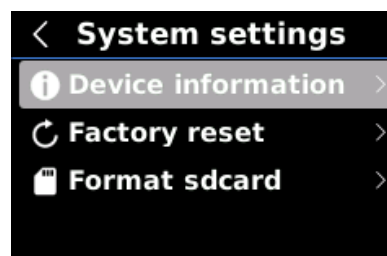 System settings
Device information
Factory reset
Format sdcard